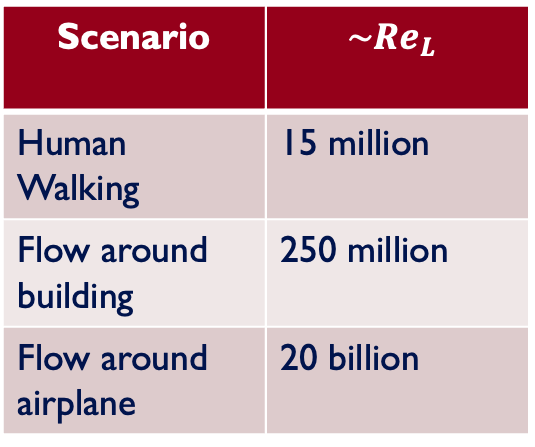 Scenario ~Re_L
Human Walking 15 million
Flow around building 250 million
Flow around airplane 20 billion